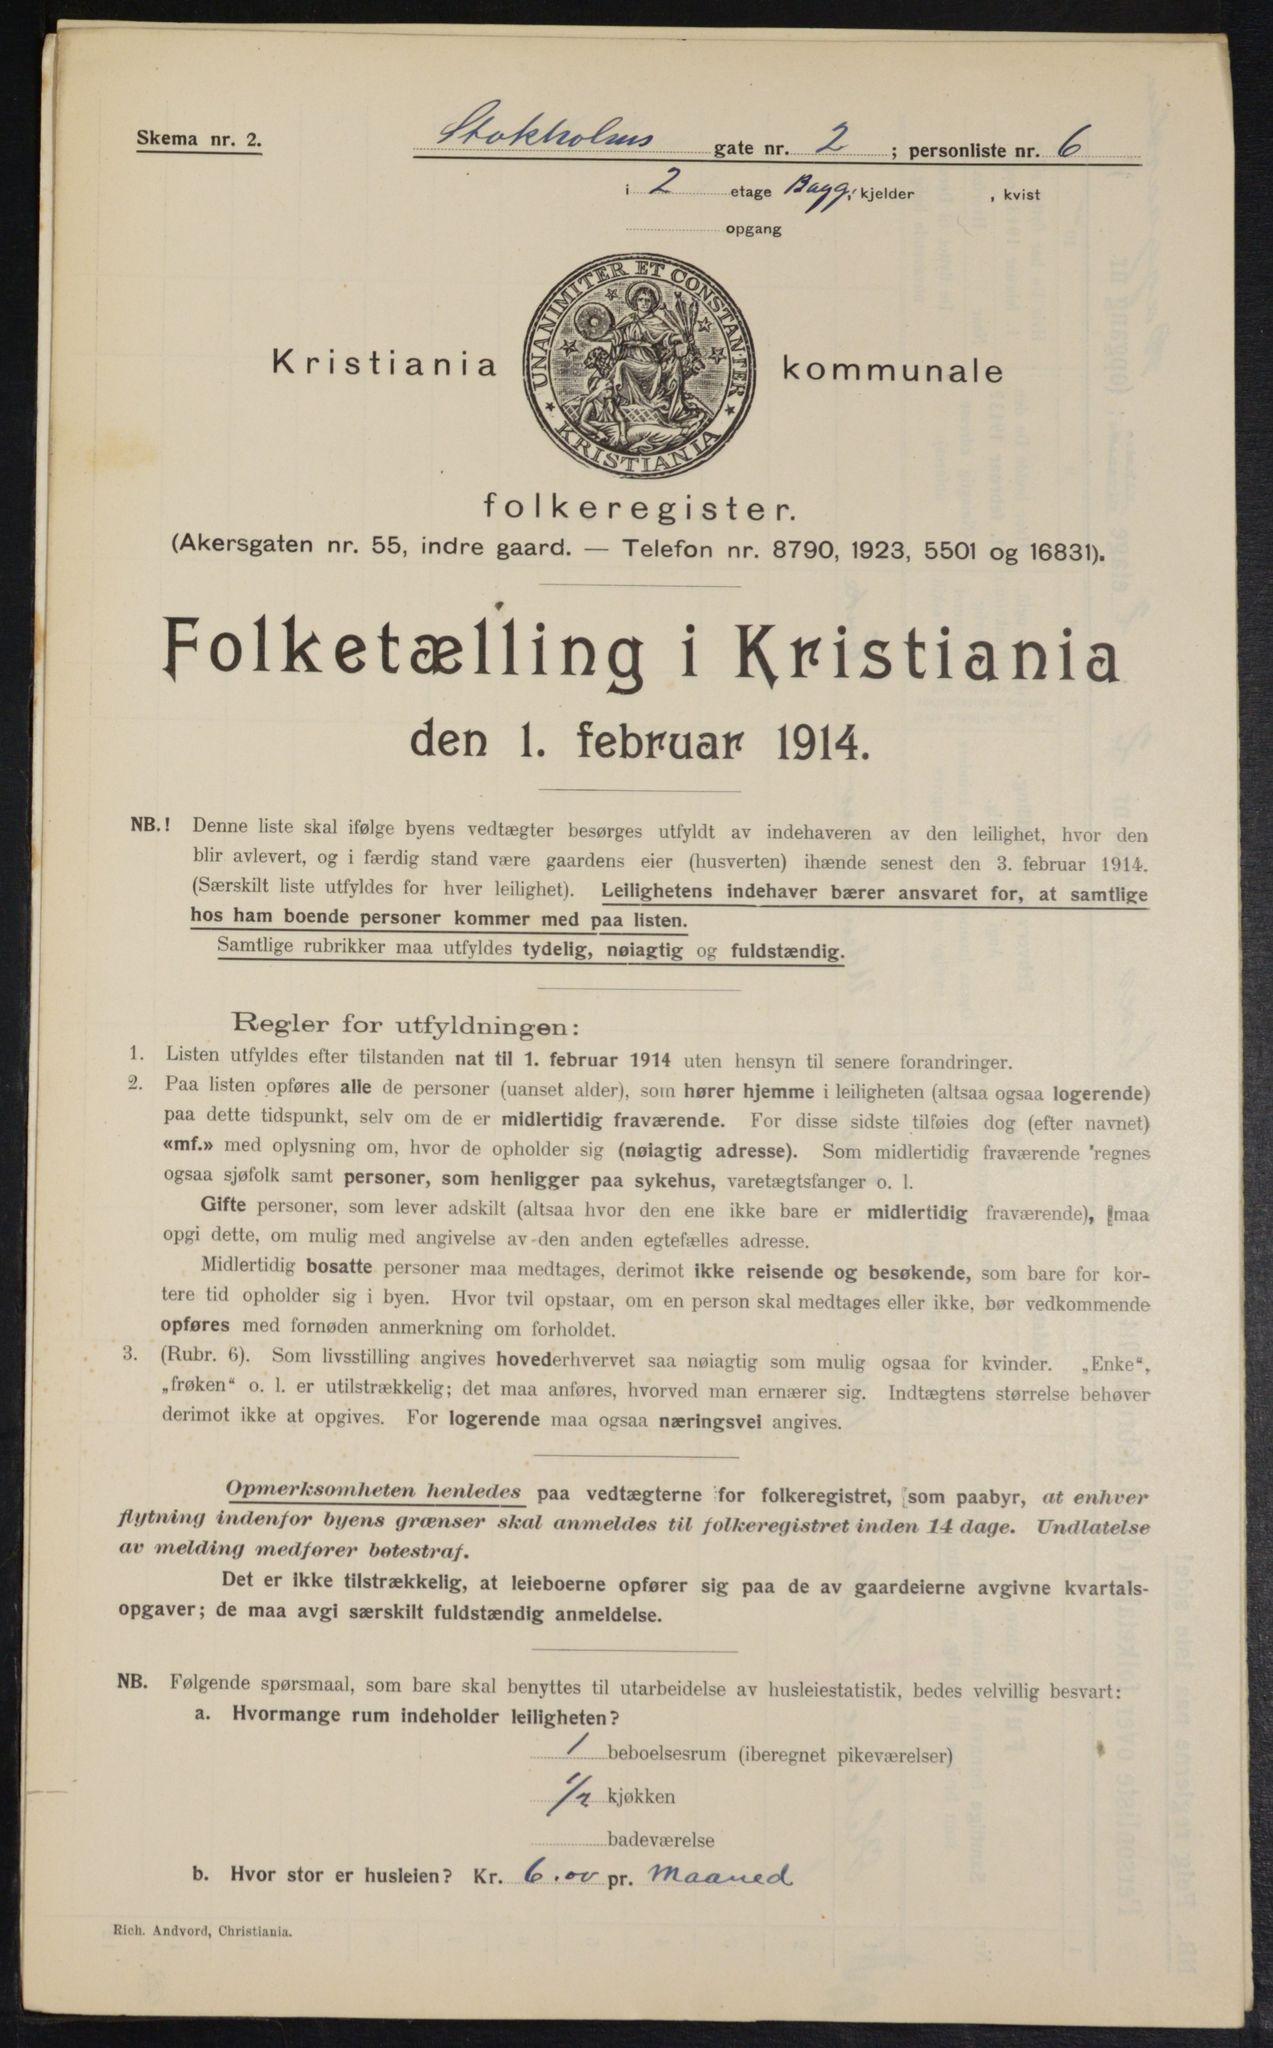 Skema nr. 2.
Stokholms gate nr. 2 ; personliste nr. 6
i 2 etage Bagg, kjelder , kvist
opgang
UNANIMITER ET CONSTANTER
KRISTIANIA
Kristiania kommunale
folkeregister.
(Akersgaten nr. 55, indre gaard. — Telefon nr. 8790, 1923, 5501 og 16831).
Folketælling i Kristiania
den 1. februar 1914.
NB.! Denne liste skal ifølge byens vedtægter besørges utfyldt av indehaveren av den leilighet, hvor den
blir avlevert, og i færdig stand være gaardens eier (husverten) ihænde senest den 3. februar 1914.
(Særskilt liste utfyldes for hver leilighet). Leilighetens indehaver bærer ansvaret for, at samtlige
hos ham boende personer kommer med paa listen.
Samtlige rubrikker maa utfyldes tydelig, nøiagtig og fuldstændig.
Regler for utfyldningen:
1. Listen utfyldes efter tilstanden nat til 1. februar 1914 uten hensyn til senere forandringer.
2. Paa listen opføres alle de personer (uanset alder), som hører hjemme i leiligheten (altsaa ogsaa logerende)
paa dette tidspunkt, selv om de er midlertidig fraværende. For disse sidste tilføies dog (efter navnet)
«mf.» med oplysning om, hvor de opholder sig (nøiagtig adresse). Som midlertidig fraværende regnes
ogsaa sjøfolk samt personer, som henligger paa sykehus, varetægtsfanger o. l.
Gifte personer, som lever adskilt (altsaa hvor den ene ikke bare er midlertidig fraværende), maa
opgi dette, om mulig med angivelse av den anden egtefælles adresse.
Midlertidig bosatte personer maa medtages, derimot ikke reisende og besøkende, som bare for kor-
tere tid opholder sig i byen. Hvor tvil opstaar, om en person skal medtages eller ikke, bør vedkommende
opføres med fornøden anmerkning om forholdet.
3. (Rubr. 6). Som livsstilling angives hovederhvervet saa nøiagtig som mulig ogsaa for kvinder. „Enke“,
„frøken“ o. l. er utilstrækkelig; det maa anføres, hvorved man ernærer sig. Indtægtens størrelse behøver
derimot ikke at opgives. For logerende maa ogsaa næringsvei angives.
Opmerksomheten henledes paa vedtægterne for folkeregistret, som paabyr, at enhver
flytning indenfor byens grænser skal anmeldes til folkeregistret inden 14 dage. Undlatelse
av melding medfører bøtestraf.
Det er ikke tilstrækkelig, at leieboerne opfører sig paa de av gaardeierne avgivne kvartals-
opgaver; de maa avgi særskilt fuldstændig anmeldelse.
NB. Følgende spørsmaal, som bare skal benyttes til utarbeidelse av husleiestatistik, bedes velvillig besvart:
a. Hvormange rum indeholder leiligheten?
1 beboelsesrum (iberegnet pikeværelser)
1/2 kjøkken
badeværelse
b. Hvor stor er husleien? Kr. 6.00 pr. Maaned
Rich. Andvord, Christiania.